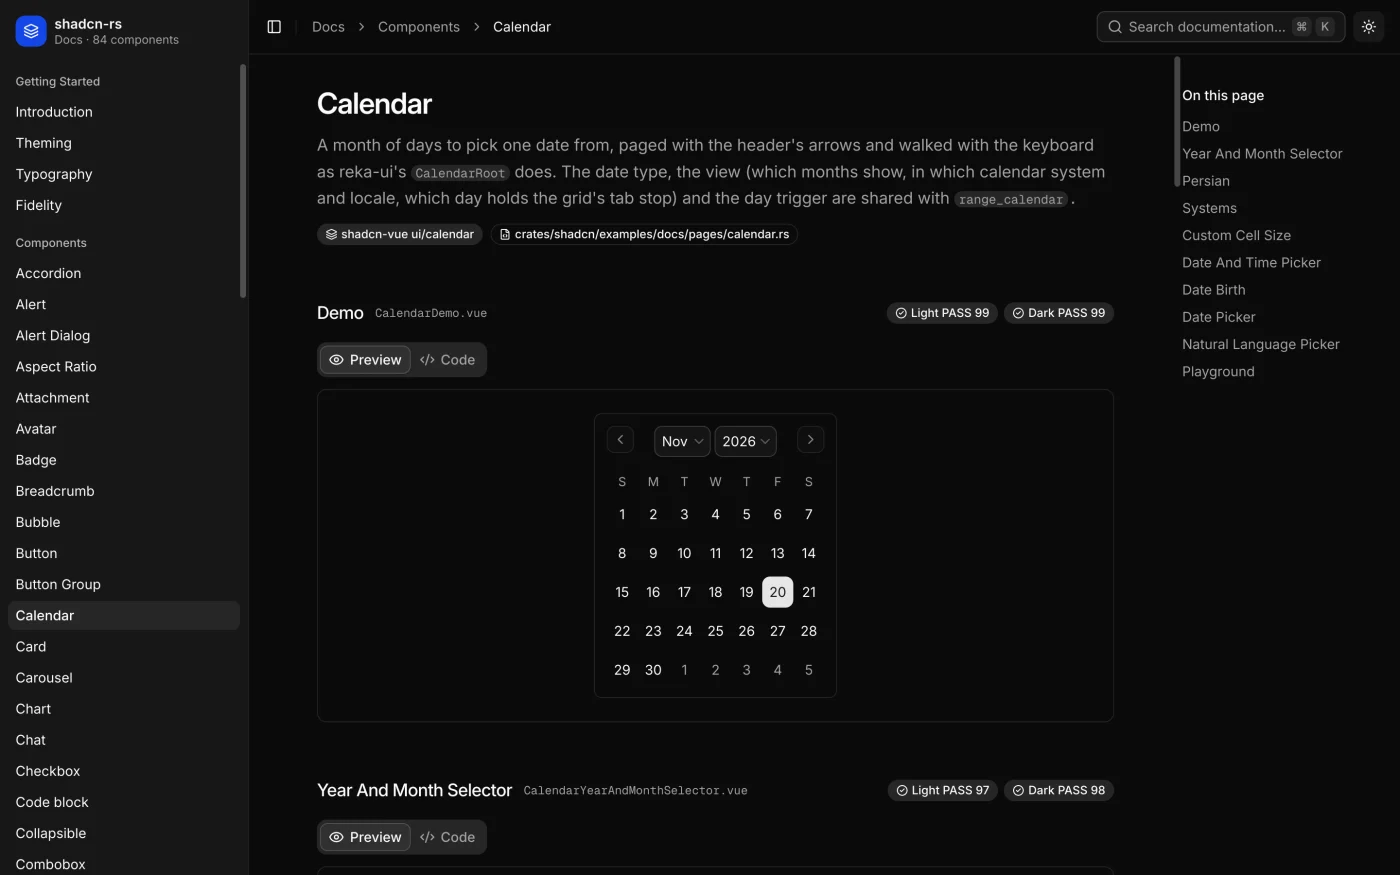 shadcn-rs
Docs · 84 components
Getting Started
Introduction
Theming
Typography
Fidelity
Components
Accordion
Alert
Alert Dialog
Aspect Ratio
Attachment
Avatar
Badge
Breadcrumb
Bubble
Button
Button Group
Calendar
Card
Carousel
Chart
Chat
Checkbox
Code block
Collapsible
Combobox
Docs > Components > Calendar
Search documentation... ⌘ K
Calendar
A month of days to pick one date from, paged with the header's arrows and walked with the keyboard
as reka-ui's CalendarRoot does. The date type, the view (which months show, in which calendar system
and locale, which day holds the grid's tab stop) and the day trigger are shared with range_calendar .
shadcn-vue ui/calendar crates/shadcn/examples/docs/pages/calendar.rs
Demo CalendarDemo.vue Light PASS 99 Dark PASS 99
Preview </> Code
Nov 2026
S M T W T F S
1 2 3 4 5 6 7
8 9 10 11 12 13 14
15 16 17 18 19 20 21
22 23 24 25 26 27 28
29 30 1 2 3 4 5
Year And Month Selector CalendarYearAndMonthSelector.vue Light PASS 97 Dark PASS 98
Preview </> Code
On this page
Demo
Year And Month Selector
Persian
Systems
Custom Cell Size
Date And Time Picker
Date Birth
Date Picker
Natural Language Picker
Playground